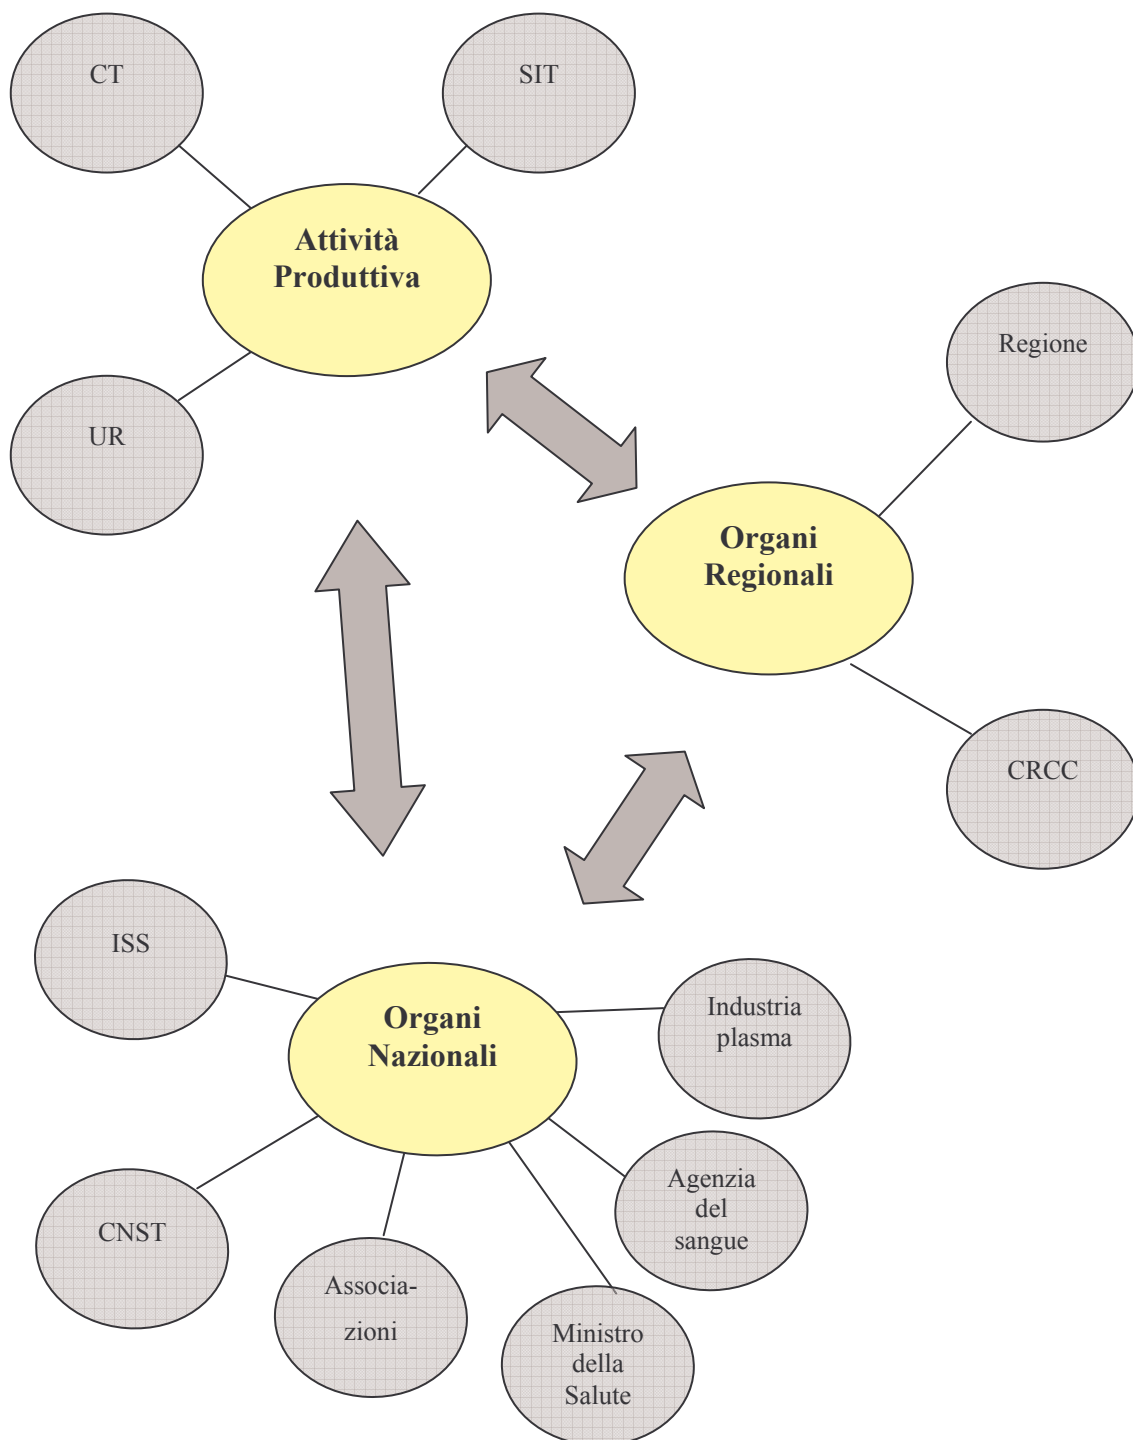 CT
SIT
Attività
Produttiva
Regione
UR
Organi
Regionali
CRCC
ISS
Organi
Nazionali
Industria
plasma
Agenzia
del
sangue
CNST
Associa-
zioni
Ministro
della
Salute